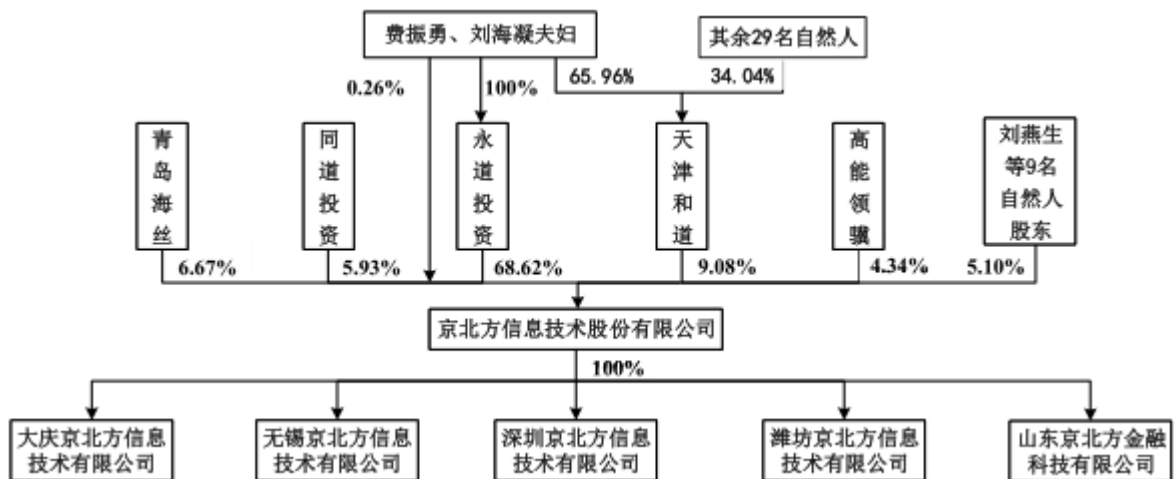 费振勇、刘海凝夫妇
其余29名自然人
65.96%
34.04%
0.26%
100%
青岛海丝
同道投资
永道投资
天津和道
高能领骥
刘燕生
等9名
自然人
股东
6.67%
5.93%
68.62%
9.08%
4.34%
5.10%
京北方信息技术股份有限公司
100%
大庆京北方信息
技术有限公司
无锡京北方信息
技术有限公司
深圳京北方信息
技术有限公司
潍坊京北方信息
技术有限公司
山东京北方金融
科技有限公司